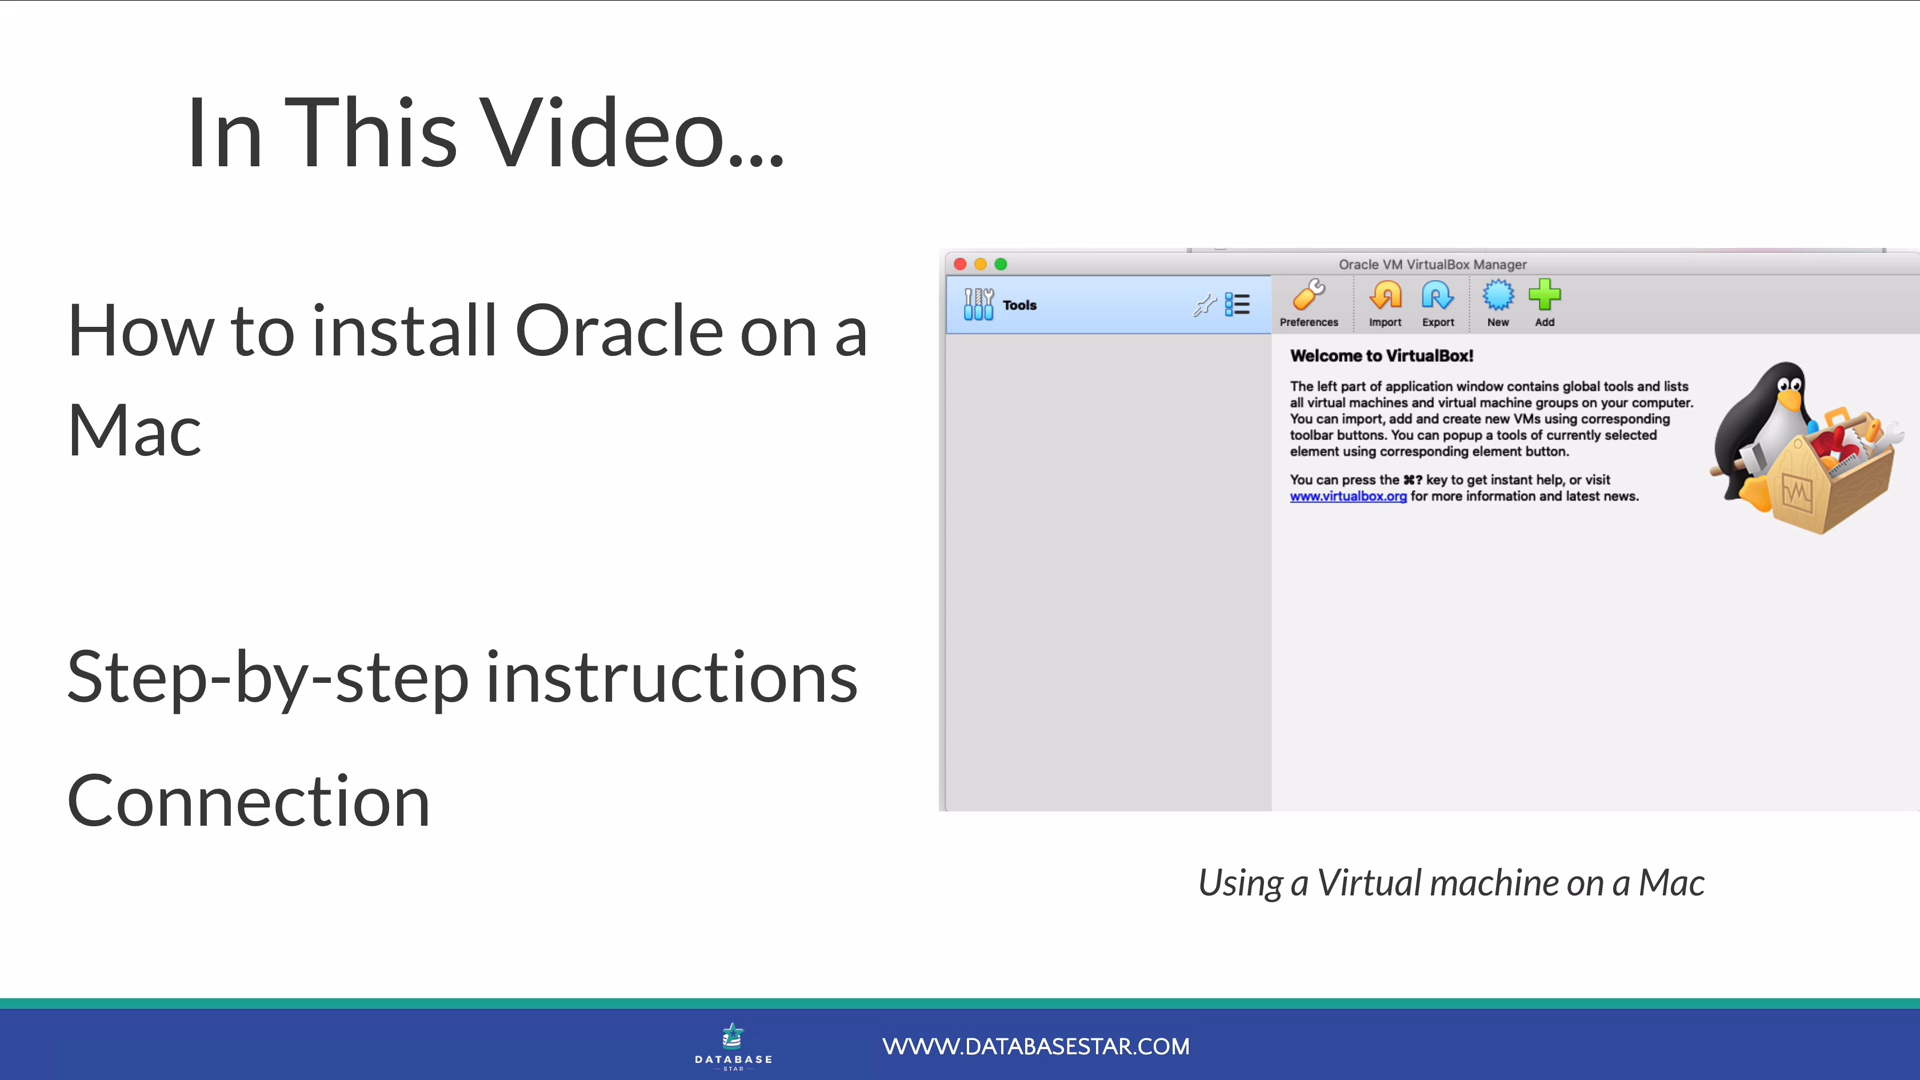 In This Video...
How to install Oracle on a
Mac
Step-by-step instructions
Connection
Oracle VM VirtualBox Manager
Tools
Preferences
Import
Export
New
Add
Welcome to VirtualBox!
The left part of application window contains global tools and lists
all virtual machines and virtual machine groups on your computer.
You can import, add and create new VMs using corresponding
toolbar buttons. You can popup a tools of currently selected
element using corresponding element button.
You can press the ⌘? key to get instant help, or visit
www.virtualbox.org for more information and latest news.
Using a Virtual machine on a Mac
DATABASE
STAR
WWW.DATABASESTAR.COM